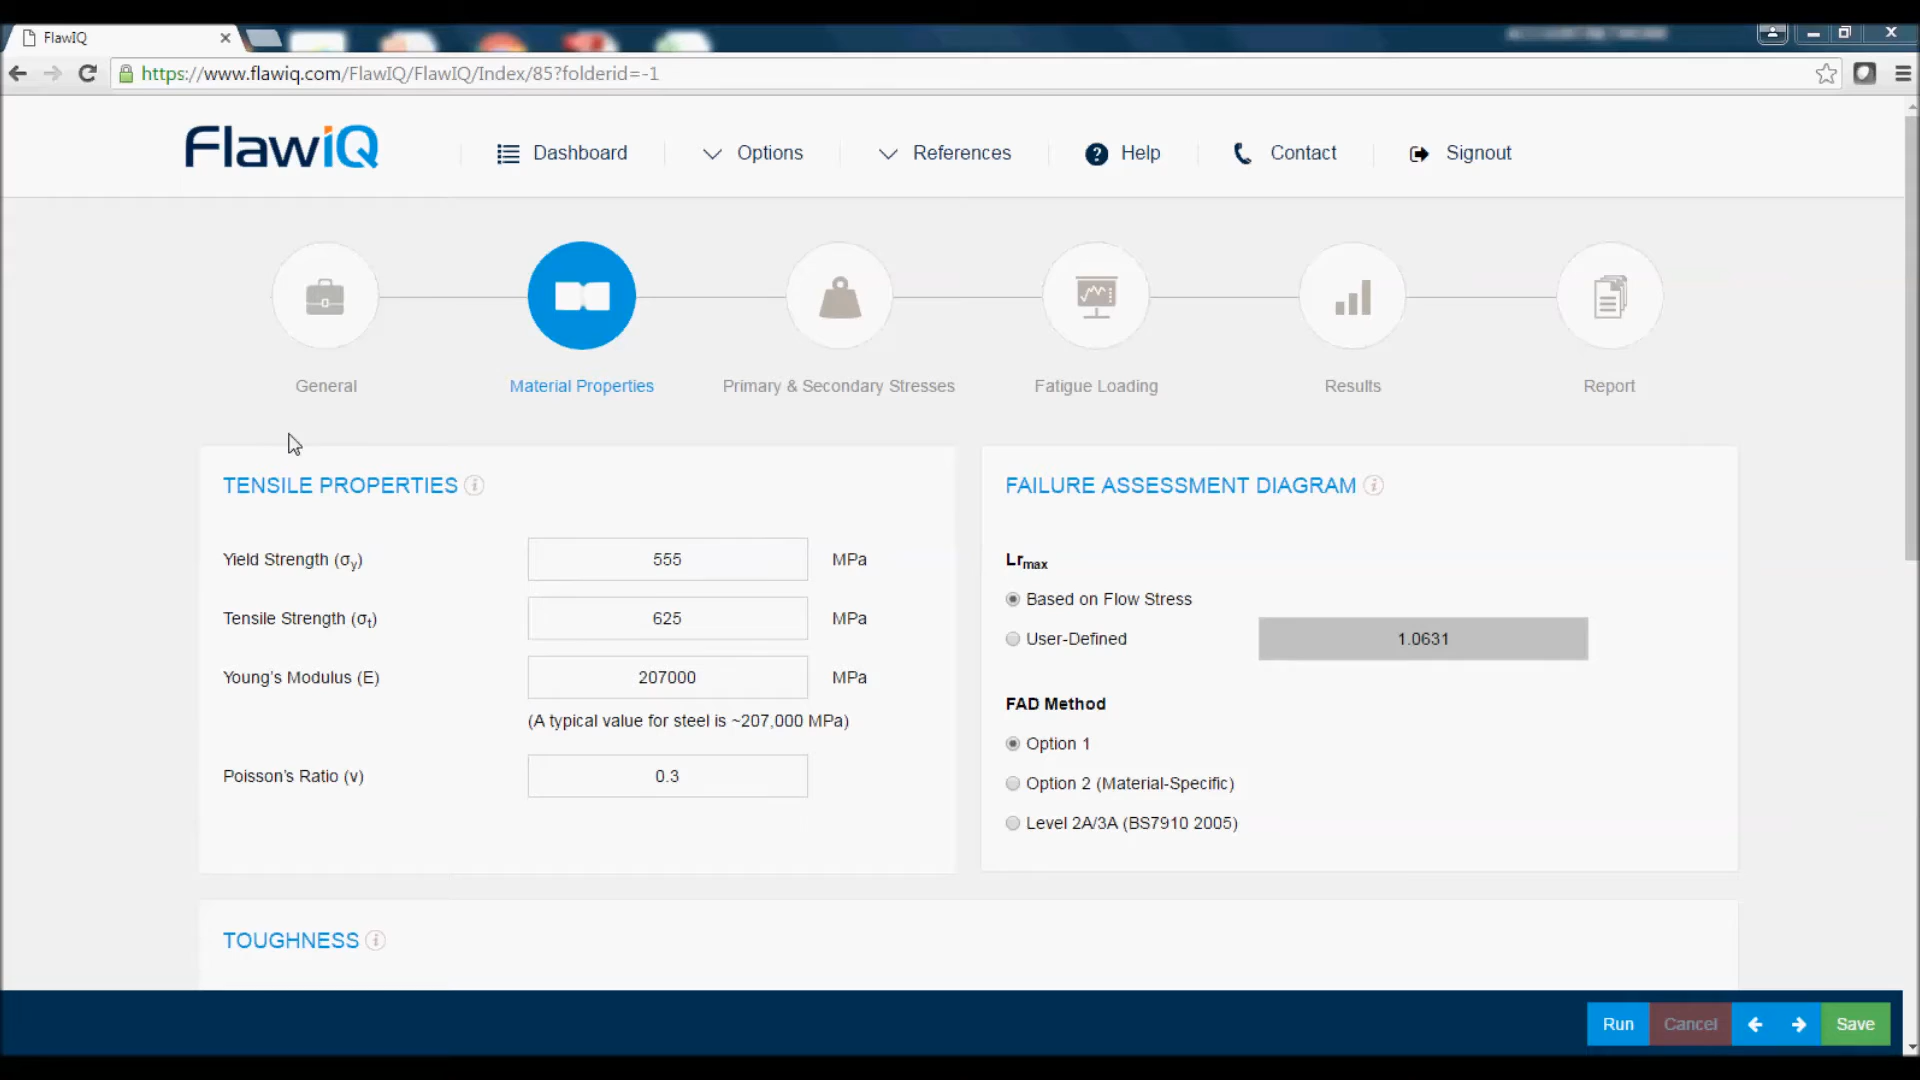 FlawIQ
https://www.flawiq.com/FlawIQ/FlawIQ/Index/85?folderid=-1
FlawiQ
Dashboard
Options
References
Help
Contact
Signout
General
Material Properties
Primary & Secondary Stresses
Fatigue Loading
Results
Report
TENSILE PROPERTIES
Yield Strength (σy) 555 MPa
Tensile Strength (σt) 625 MPa
Young's Modulus (E) 207000 MPa
(A typical value for steel is ~207,000 MPa)
Poisson's Ratio (v) 0.3
FAILURE ASSESSMENT DIAGRAM
Lrmax
Based on Flow Stress
User-Defined 1.0631
FAD Method
Option 1
Option 2 (Material-Specific)
Level 2A/3A (BS7910 2005)
TOUGHNESS
Run Cancel Save